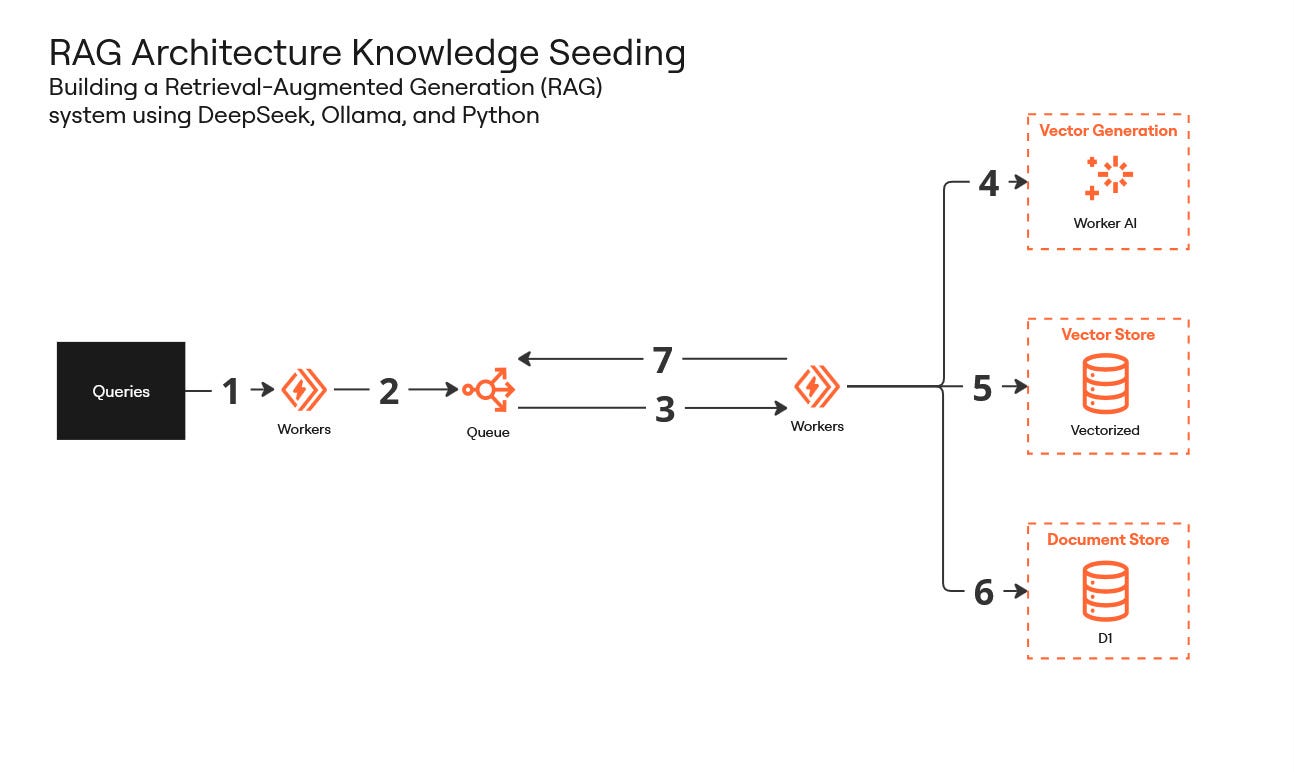 RAG Architecture Knowledge Seeding
Building a Retrieval-Augmented Generation (RAG)
system using DeepSeek, Ollama, and Python
Vector Generation
4
Worker AI
Vector Store
7
Queries
1
2
5
3
Workers
Queue
Workers
Vectorized
Document Store
6
D1